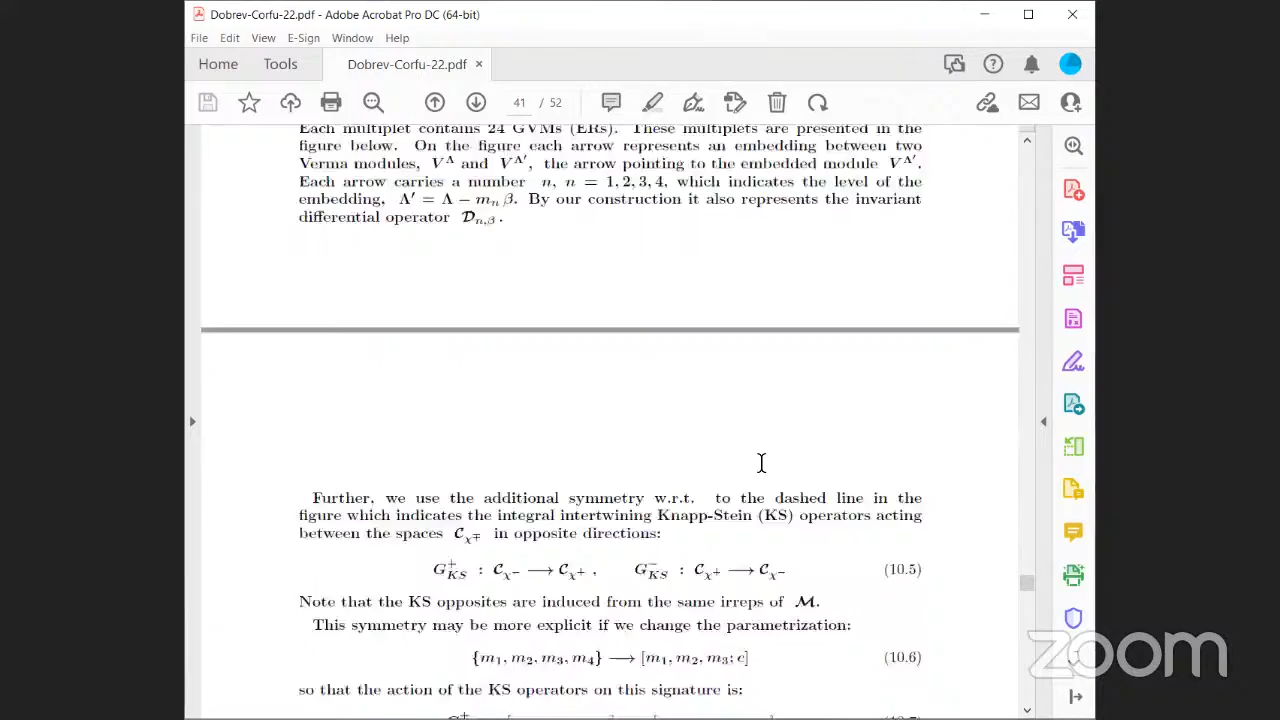 Dobrev-Corfu-22.pdf - Adobe Acrobat Pro DC (64-bit)
File Edit View E-Sign Window Help
Home Tools Dobrev-Corfu-22.pdf ×
41 / 52
Each multiplet contains 24 GVMs (ERs). These multiplets are presented in the
figure below. On the figure each arrow represents an embedding between two
Verma modules, V^Λ and V^Λ′, the arrow pointing to the embedded module V^Λ′.
Each arrow carries a number n, n = 1, 2, 3, 4, which indicates the level of the
embedding, Λ′ = Λ − m_n β. By our construction it also represents the invariant
differential operator 𝒟_{n,β}.
Further, we use the additional symmetry w.r.t. to the dashed line in the
figure which indicates the integral intertwining Knapp-Stein (KS) operators acting
between the spaces 𝒞_{χ^∓} in opposite directions:
G^+_{KS} : 𝒞_{χ^−} ⟶ 𝒞_{χ^+} , G^−_{KS} : 𝒞_{χ^+} ⟶ 𝒞_{χ^−} (10.5)
Note that the KS opposites are induced from the same irreps of ℳ.
This symmetry may be more explicit if we change the parametrization:
{m_1, m_2, m_3, m_4} ⟶ [m_1, m_2, m_3; c] (10.6)
so that the action of the KS operators on this signature is:
zoom